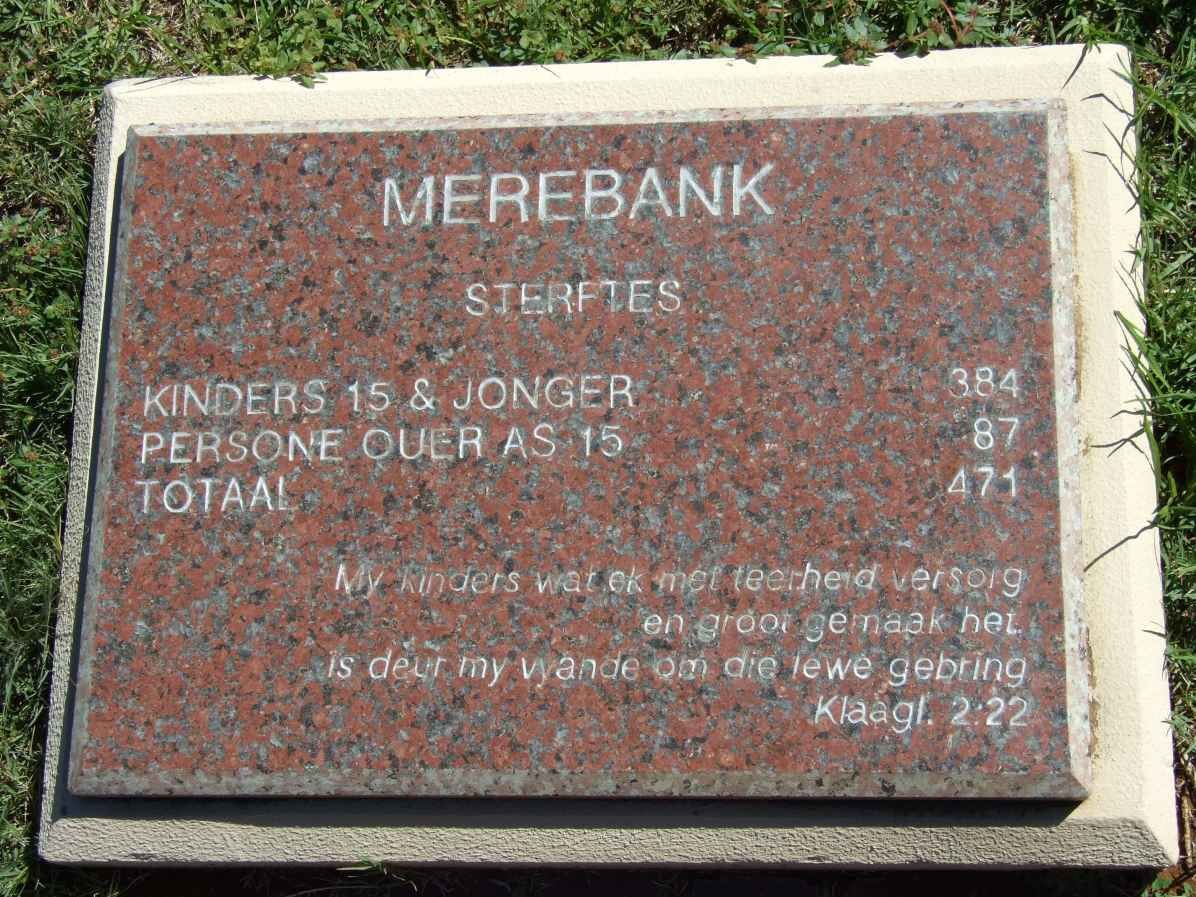 MEREBANK
STERFTES
KINDERS 15 & JONGER 384
PERSONE OUER AS 15 87
TOTAAL 471
My kinders wat ek met teerheid versorg
en groot gemaak het.
is deur my vyande om die lewe gebring
Klaagl. 2:22